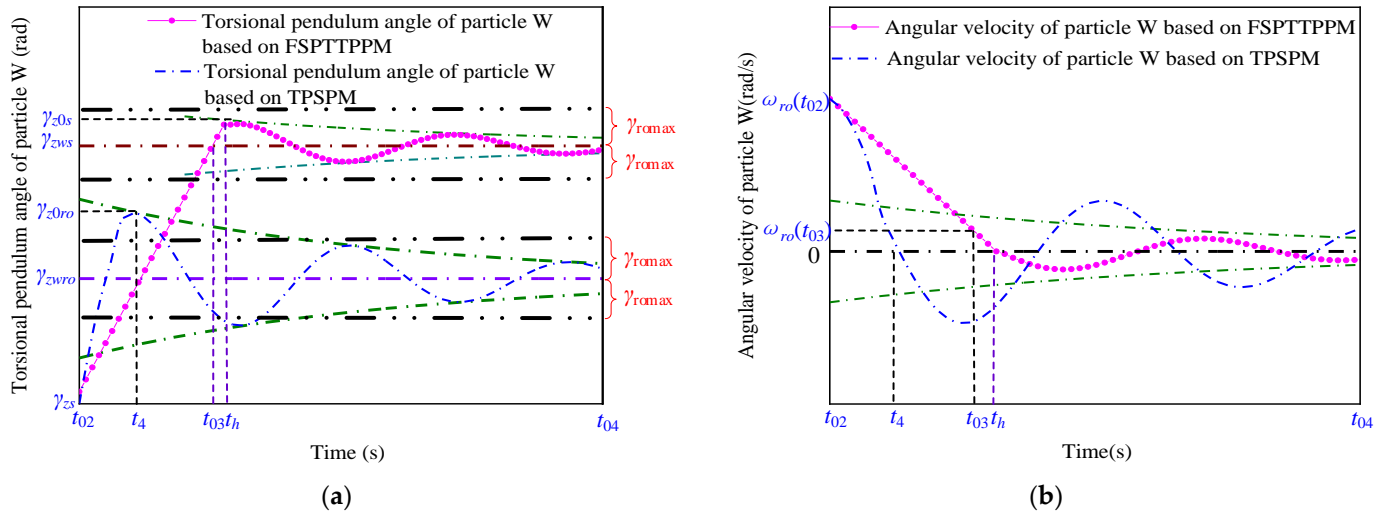 Torsional pendulum angle of particle W (rad)
Torsional pendulum angle of particle W
based on FSPTTPPM
Torsional pendulum angle of particle W
based on TPSPM
γz0s
γzws
γz0ro
γzwro
γzs
γromax
γromax
γromax
γromax
t02
t4
t03
th
t04
Time (s)
(a)
Angular velocity of particle W(rad/s)
Angular velocity of particle W based on FSPTTPPM
Angular velocity of particle W based on TPSPM
ωro(t02)
ωro(t03)
0
t02
t4
t03
th
t04
Time(s)
(b)